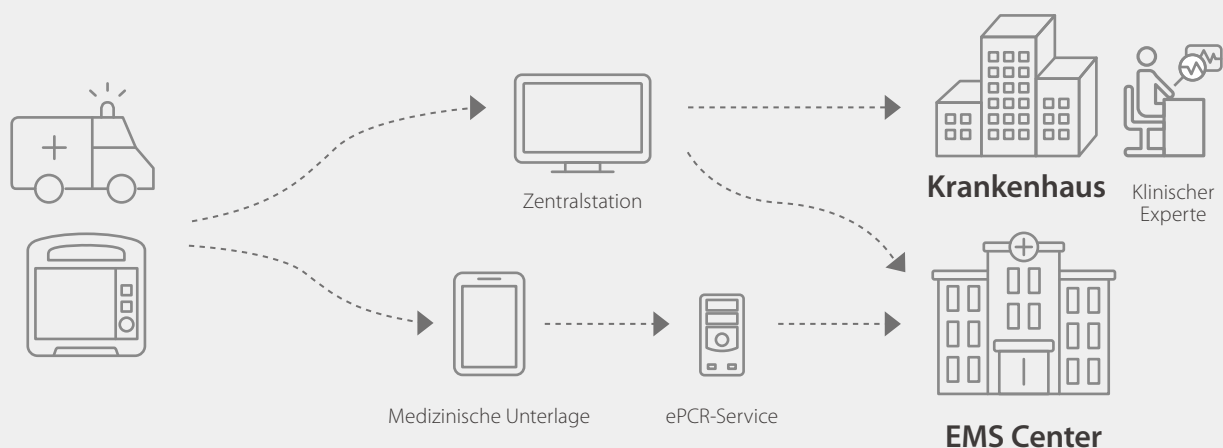 Zentralstation
Krankenhaus
Klinischer
Experte
Medizinische Unterlage
ePCR-Service
EMS Center